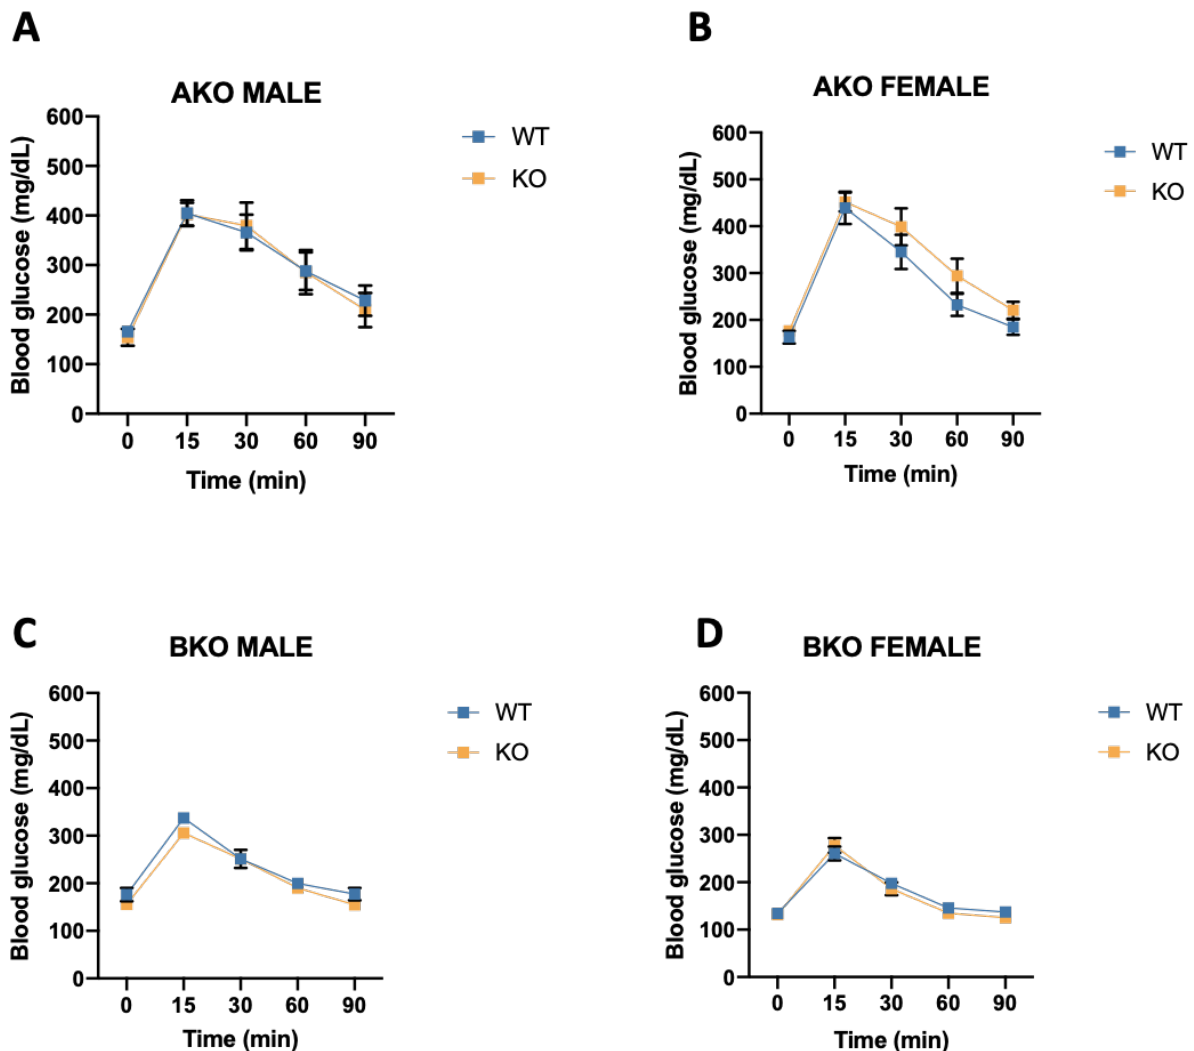 A
AKO MALE
600
500
400
300
200
100
0
Blood glucose (mg/dL)
0 15 30 60 90
Time (min)
WT
KO
B
AKO FEMALE
600
500
400
300
200
100
0
Blood glucose (mg/dL)
0 15 30 60 90
Time (min)
WT
KO
C
BKO MALE
600
500
400
300
200
100
0
Blood glucose (mg/dL)
0 15 30 60 90
Time (min)
WT
KO
D
BKO FEMALE
600
500
400
300
200
100
0
Blood glucose (mg/dL)
0 15 30 60 90
Time (min)
WT
KO